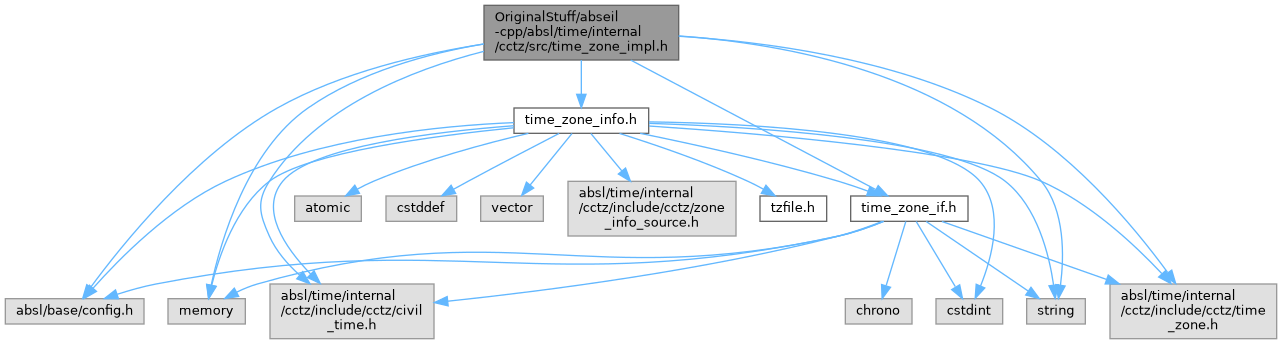 OriginalStuff/abseil
-cpp/absl/time/internal
/cctz/src/time_zone_impl.h
time_zone_info.h
atomic
cstddef
vector
absl/time/internal
/cctz/include/cctz/zone
_info_source.h
tzfile.h
time_zone_if.h
absl/base/config.h
memory
absl/time/internal
/cctz/include/cctz/civil
_time.h
chrono
cstdint
string
absl/time/internal
/cctz/include/cctz/time
_zone.h